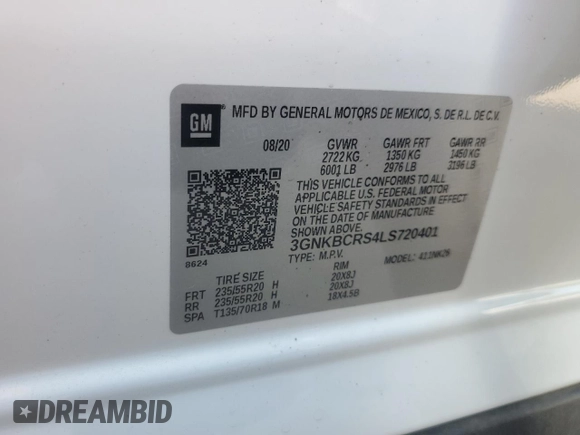 GM
MFD BY GENERAL MOTORS DE MEXICO, S. DE R.L. DE C.V.
08/20 GVWR GAWR FRT GAWR RR
2722 KG 1350 KG 1450 KG
6001 LB 2976 LB 3196 LB
THIS VEHICLE CONFORMS TO ALL
APPLICABLE U.S. FEDERAL MOTOR
VEHICLE SAFETY STANDARDS IN EFFECT
ON THE DATE OF MANUFACTURE
SHOWN ABOVE.
3GNKBCRS4LS720401
TYPE: M.P.V. MODEL: 4.1.1NK26
8624
TIRE SIZE RIM
FRT 235/55R20 H 20X8J
RR 235/55R20 H 20X8J
SPA T135/70R18 M 18X4.5B
DREAMBID